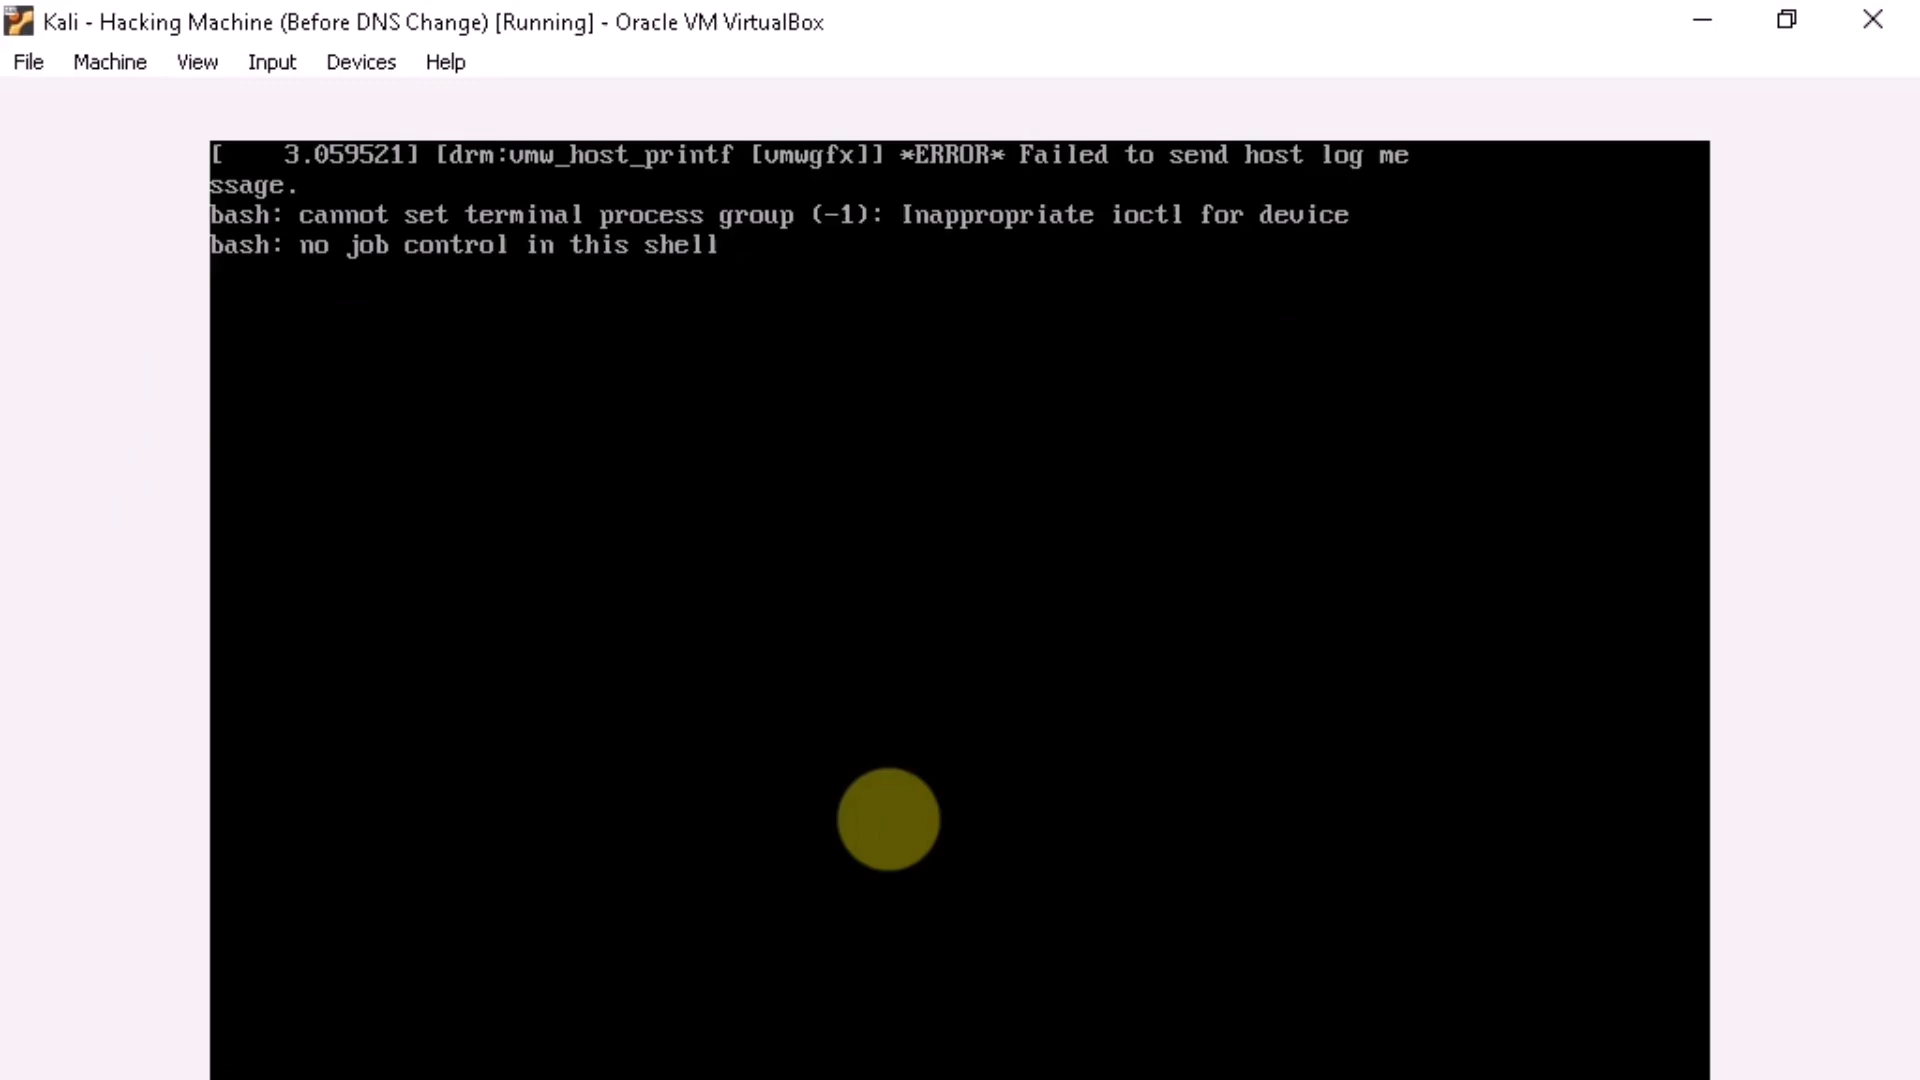 Kali - Hacking Machine (Before DNS Change) [Running] - Oracle VM VirtualBox
File Machine View Input Devices Help
[    3.059521] [drm:vmw_host_printf [vmwgfx]] *ERROR* Failed to send host log me
ssage.
bash: cannot set terminal process group (-1): Inappropriate ioctl for device
bash: no job control in this shell